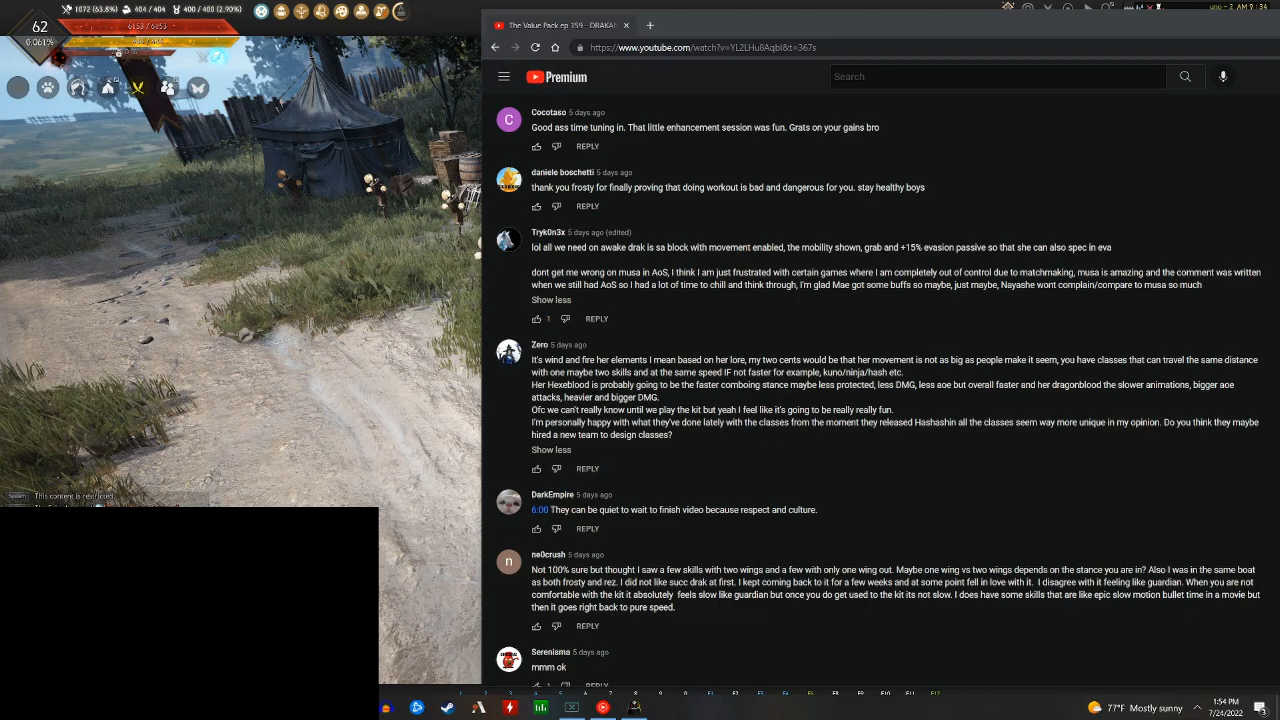 1072 (63.8%) 404 / 404 400 / 408 (2.90%)
62
0.061%
6153 / 6153
System This content is restricted
The Value Pack ep 159 - DRAKA
uno - 2 AM 9 : 34
https://www.youtube.com/watch?v=YLZLHu8AqbI&t=3673
Premium
Search
C
Cocotaso 5 days ago
Good ass time tuning in. That little enhancement session was fun. Grats on your gains bro
REPLY
daniele boschetti 5 days ago
thank you frosty for finally proving that doing workout is bad and dangerous for you. stay healthy boys
REPLY
Tryk0n3x 5 days ago (edited)
lol all we need on awake drak is sa block with movement enabled, the mobility shown, grab and +15% evasion passive so that she can also spec in eva
dont get me wrong on musa in AoS, I think I am just frustrated with certain games where I am completely out of control due to matchmaking, musa is amazing and the comment was written
when we still had AoS so I had a lot of time to chill and think through, I'm glad Mae got some buffs so maybe, just maybe, Nayashe wont complain/compare to musa so much
Show less
1 REPLY
Zero 5 days ago
It's wind and fire her elements I mean based on her lore, my two cents would be that her movement is not as big as people make it seem, you have classes that can travel the same distance
with one maybe two skills and at the same speed IF not faster for example, kuno/ninja/hash etc.
Her Hexeblood is probably going to be the faster comboing stance maybe less protected, less DMG, less aoe but overall faster and her dragonblood the slower animations, bigger aoe
attacks, heavier and bigger DMG.
Ofc we can't really know until we play the kit but yeah I feel like it's going to be really really fun.
I'm personally happy with what they've done lately with the classes from the moment they released Hashashin all the classes seem way more unique in my opinion. Do you think they maybe
hired a new team to design classes?
Show less
REPLY
DarkEmpire 5 days ago
6:00 They can be quiet to wait to finish video because respect and culture.
REPLY
n
ne0crush 5 days ago
Not 100% sure but thought I saw a few skills with two wings and a few with only one wing out. Maybe one wing vs two wings depends on the stance you are in? Also I was in the same boat
as both frosty and rez. I did not like succ drak at first. I kept coming back to it for a few weeks and at some point fell in love with it. I disagree with it feeling like guardian. When you are not
comfortable with the kit it absolutely feels slow like guardian but once you do get used to the kit its not slow. I does have some skills that are like epic slow motion bullet time in a movie but
then it goes right back to pure speed.
REPLY
Serenisma 5 days ago
mmm ok
1 REPLY
77°F Mostly sunny
1:54 PM
7/24/2022